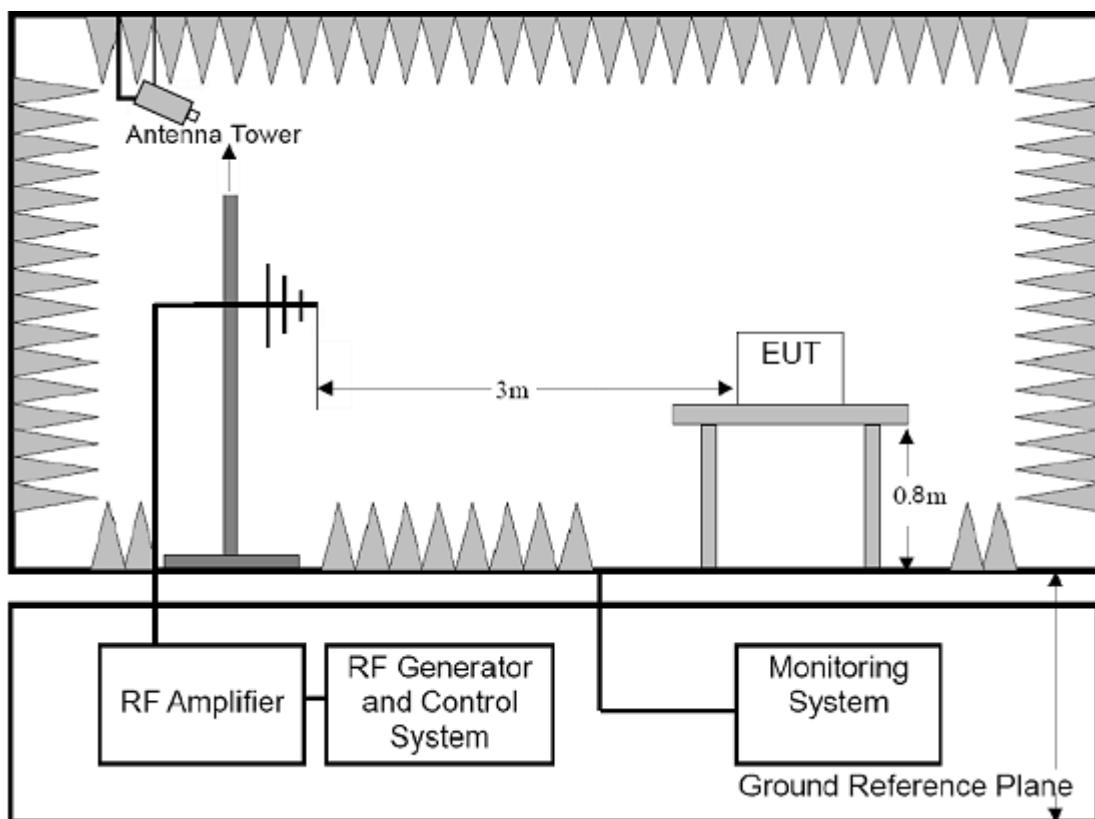 Antenna Tower
EUT
3m
0.8m
RF Amplifier
RF Generator
and Control
System
Monitoring
System
Ground Reference Plane